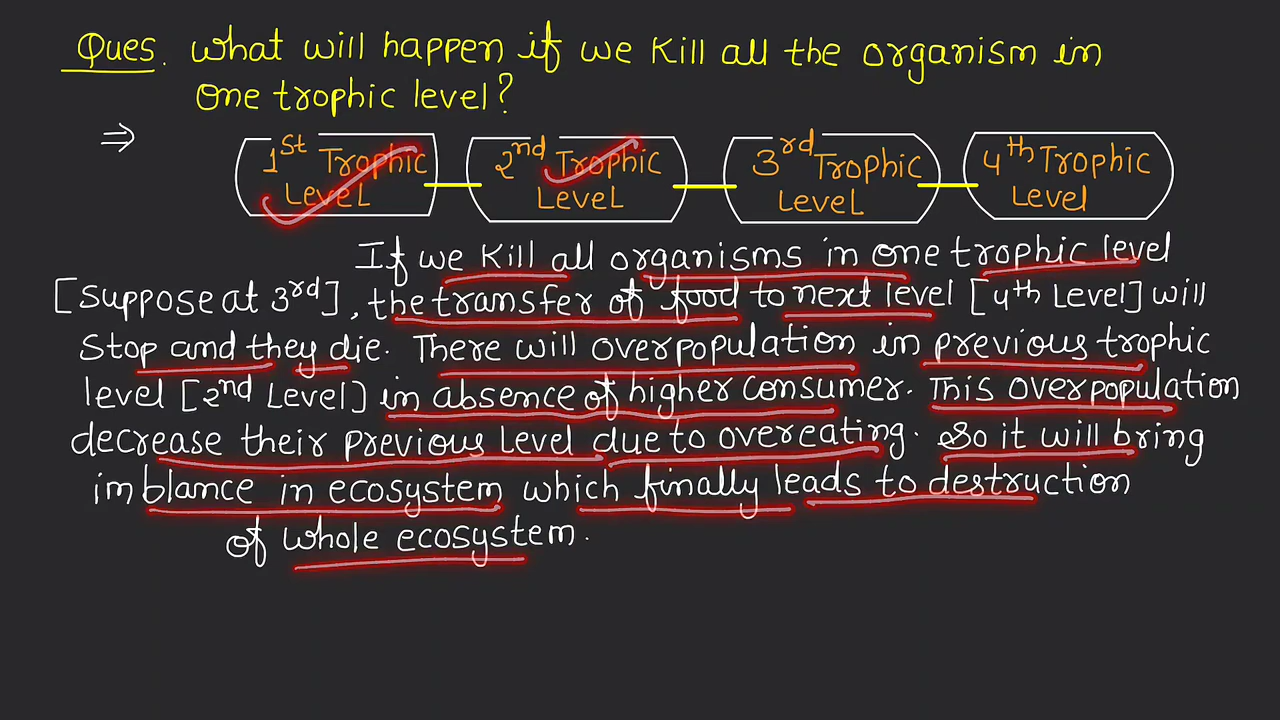 Ques. What will happen if we kill all the organism in
one trophic level?
⇒
1st Trophic Level
2nd Trophic Level
3rd Trophic Level
4th Trophic Level
If we kill all organisms in one trophic level
[Suppose at 3rd], the transfer of food to next level [4th Level] will
stop and they die. There will overpopulation in previous trophic
level [2nd Level] in absence of higher consumer. This overpopulation
decrease their previous level due to overeating. So it will bring
imblance in ecosystem which finally leads to destruction
of whole ecosystem.